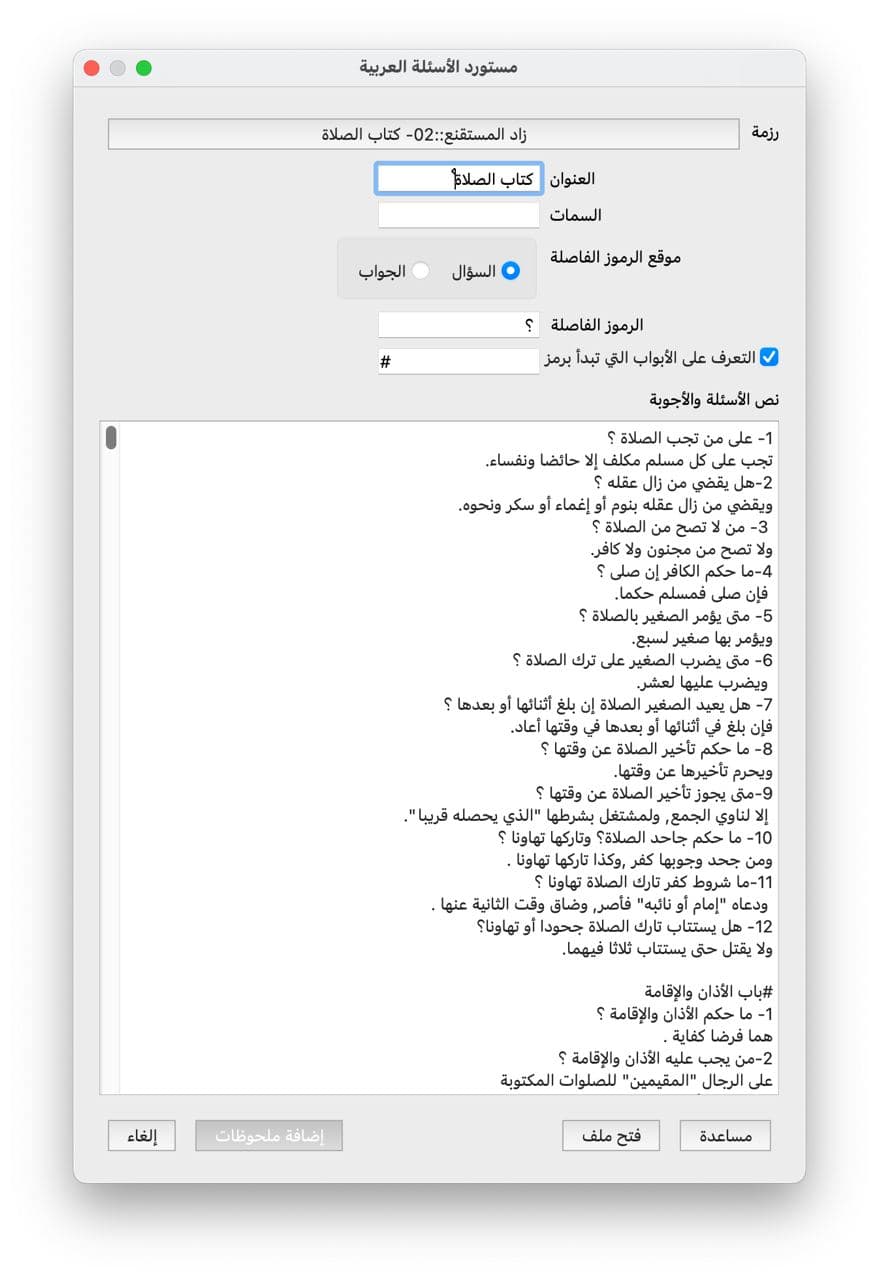 مستورد الأسئلة العربية
رزمة
زاد المستقنع::02- كتاب الصلاة
العنوان
كتاب الصلاة
السمات
موقع الرموز الفاصلة
السؤال
الجواب
الرموز الفاصلة
؟
التعرف على الأبواب التي تبدأ برمز
#
نص الأسئلة والأجوبة
1- على من تجب الصلاة ؟
تجب على كل مسلم مكلف إلا حائضا ونفساء.
2-هل يقضي من زال عقله ؟
ويقضي من زال عقله بنوم أو إغماء أو سكر ونحوه.
3- من لا تصح من الصلاة ؟
ولا تصح من مجنون ولا كافر.
4-ما حكم الكافر إن صلى ؟
فإن صلى فمسلم حكما.
5- متى يؤمر الصغير بالصلاة ؟
ويؤمر بها صغير لسبع.
6- متى يضرب الصغير على ترك الصلاة ؟
ويضرب عليها لعشر.
7- هل يعيد الصغير الصلاة إن بلغ أثنائها أو بعدها ؟
فإن بلغ في أثنائها أو بعدها في وقتها أعاد.
8- ما حكم تأخير الصلاة عن وقتها ؟
ويحرم تأخيرها عن وقتها.
9-متى يجوز تأخير الصلاة عن وقتها ؟
إلا لناوي الجمع, ولمشتغل بشرطها "الذي يحصله قريبا".
10- ما حكم جاحد الصلاة؟ وتاركها تهاونا ؟
ومن جحد وجوبها كفر ,وكذا تاركها تهاونا .
11-ما شروط كفر تارك الصلاة تهاونا ؟
ودعاه "إمام أو نائبه" فأصر, وضاق وقت الثانية عنها .
12- هل يستتاب تارك الصلاة جحودا أو تهاونا؟
ولا يقتل حتى يستتاب ثلاثا فيهما.
#باب الأذان والإقامة
1- ما حكم الأذان والإقامة ؟
هما فرضا كفاية .
2-من يجب عليه الأذان والإقامة ؟
على الرجال "المقيمين" للصلوات المكتوبة
مساعدة
فتح ملف
إضافة ملحوظات
إلغاء